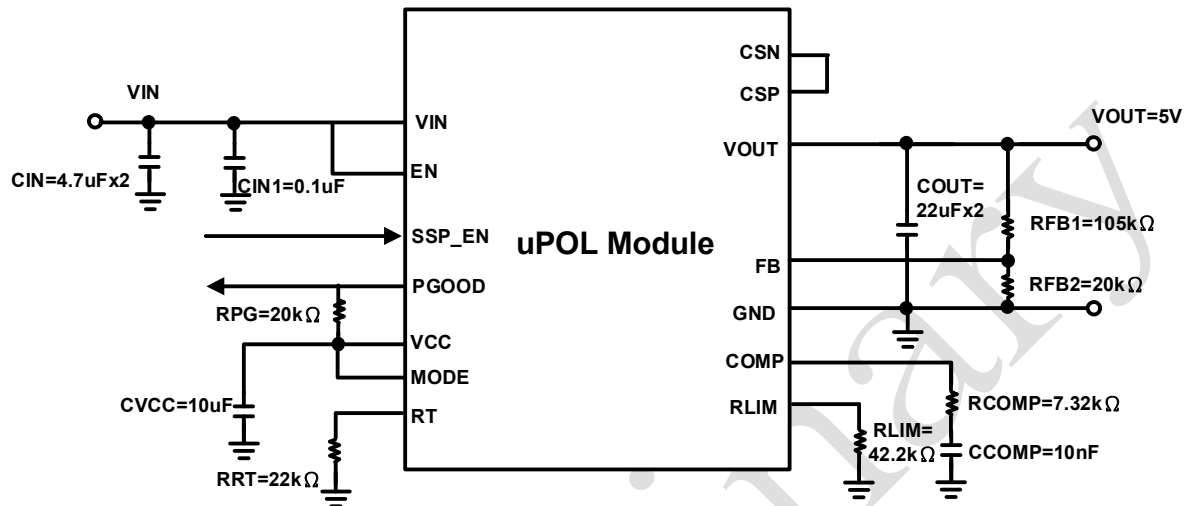 VIN
CIN=4.7uFx2
CIN1=0.1uF
VIN
EN
SSP_EN
PGOOD
RPG=20kΩ
VCC
MODE
CVCC=10uF
RT
RRT=22kΩ
uPOL Module
CSN
CSP
VOUT
FB
GND
COMP
RLIM
VOUT=5V
COUT=
22uFx2
RFB1=105kΩ
RFB2=20kΩ
RCOMP=7.32kΩ
RLIM=
42.2kΩ
CCOMP=10nF